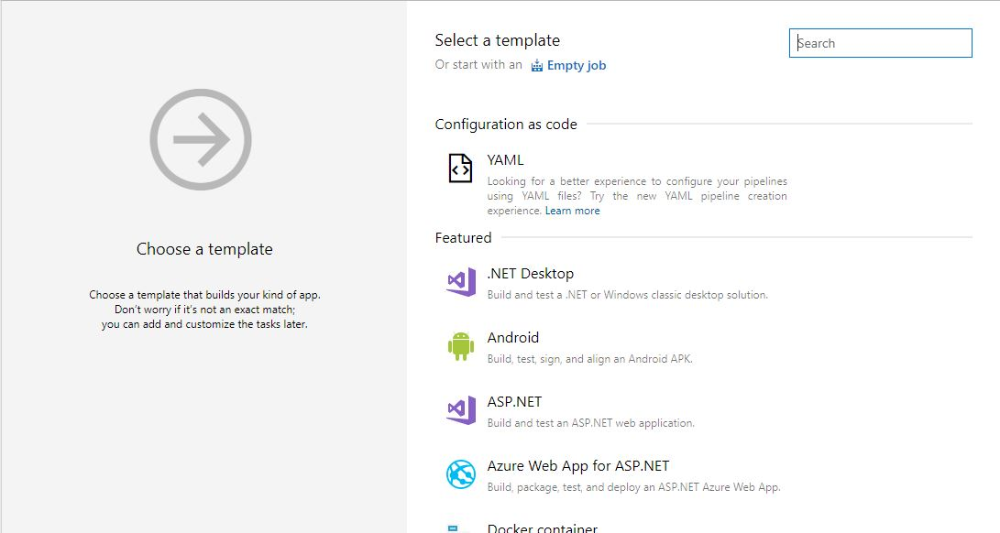 Choose a template
Choose a template that builds your kind of app.
Don't worry if it's not an exact match;
you can add and customize the tasks later.
Select a template
Search
Or start with an Empty job
Configuration as code
YAML
Looking for a better experience to configure your pipelines
using YAML files? Try the new YAML pipeline creation
experience. Learn more
Featured
.NET Desktop
Build and test a .NET or Windows classic desktop solution.
Android
Build, test, sign, and align an Android APK.
ASP.NET
Build and test an ASP.NET web application.
Azure Web App for ASP.NET
Build, package, test, and deploy an ASP.NET Azure Web App.
Docker container